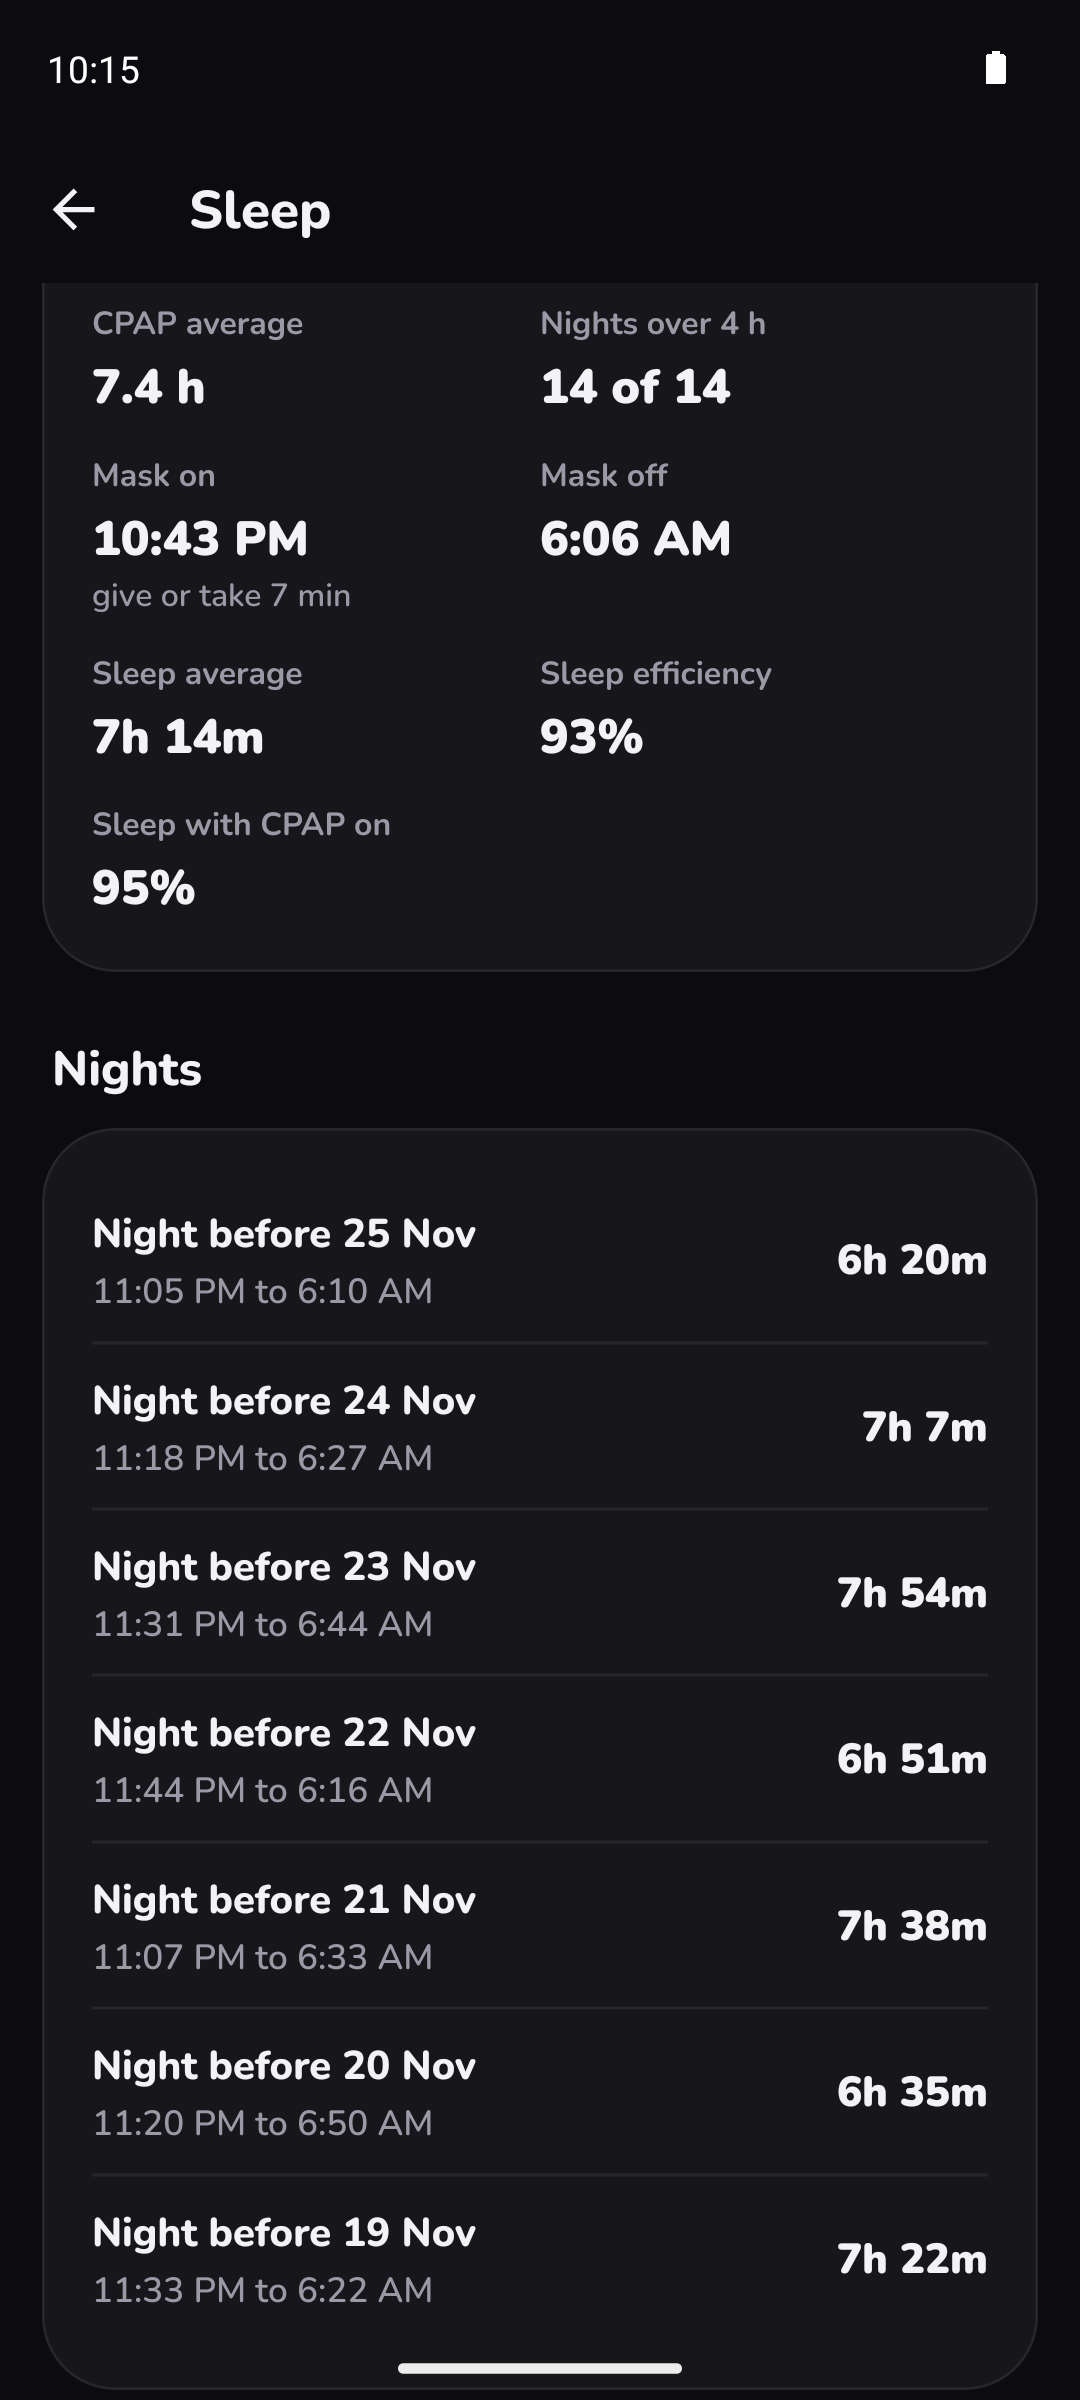 10:15
Sleep
CPAP average
Nights over 4 h
7.4 h
14 of 14
Mask on
Mask off
10:43 PM
6:06 AM
give or take 7 min
Sleep average
Sleep efficiency
7h 14m
93%
Sleep with CPAP on
95%
Nights
Night before 25 Nov
11:05 PM to 6:10 AM
6h 20m
Night before 24 Nov
11:18 PM to 6:27 AM
7h 7m
Night before 23 Nov
11:31 PM to 6:44 AM
7h 54m
Night before 22 Nov
11:44 PM to 6:16 AM
6h 51m
Night before 21 Nov
11:07 PM to 6:33 AM
7h 38m
Night before 20 Nov
11:20 PM to 6:50 AM
6h 35m
Night before 19 Nov
11:33 PM to 6:22 AM
7h 22m